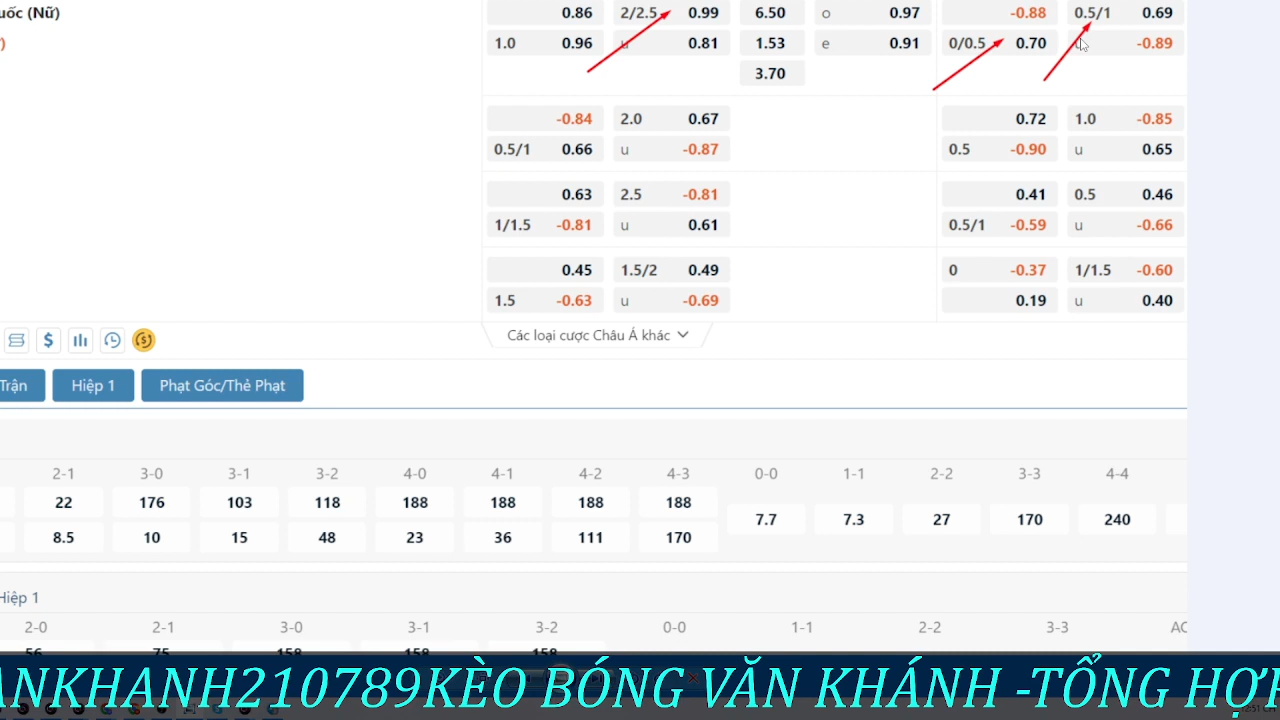 uốc (Nữ) 0.86 2/2.5 0.99 6.50 o 0.97 -0.88 0.5/1 0.69
1.0 0.96 u 0.81 1.53 e 0.91 0/0.5 0.70 -0.89
3.70
-0.84 2.0 0.67 0.72 1.0 -0.85
0.5/1 0.66 u -0.87 0.5 -0.90 u 0.65
0.63 2.5 -0.81 0.41 0.5 0.46
1/1.5 -0.81 u 0.61 0.5/1 -0.59 u -0.66
0.45 1.5/2 0.49 0 -0.37 1/1.5 -0.60
1.5 -0.63 u -0.69 0.19 u 0.40
Các loại cược Châu Á khác
Trận Hiệp 1 Phạt Góc/Thẻ Phạt
2-1 3-0 3-1 3-2 4-0 4-1 4-2 4-3 0-0 1-1 2-2 3-3 4-4
22 176 103 118 188 188 188 188
7.7 7.3 27 170 240
8.5 10 15 48 23 36 111 170
Hiệp 1
2-0 2-1 3-0 3-1 3-2 0-0 1-1 2-2 3-3 AO
56 75 158 158 158
ANKHANH210789KÈO BÓNG VĂN KHÁNH -TỔNG HỢP